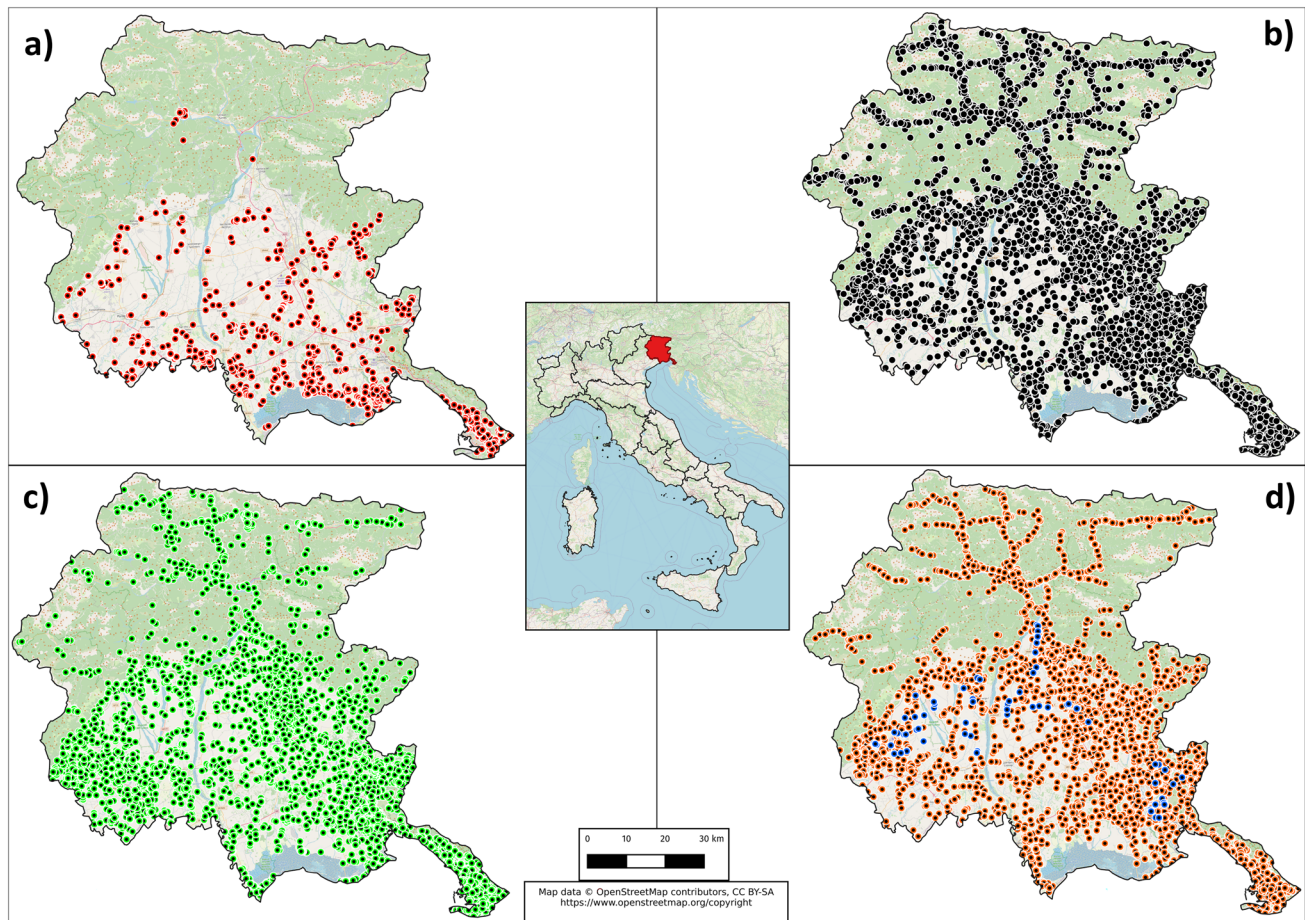 a)
b)
c)
d)
0 10 20 30 km
Map data © OpenStreetMap contributors, CC BY-SA
https://www.openstreetmap.org/copyright